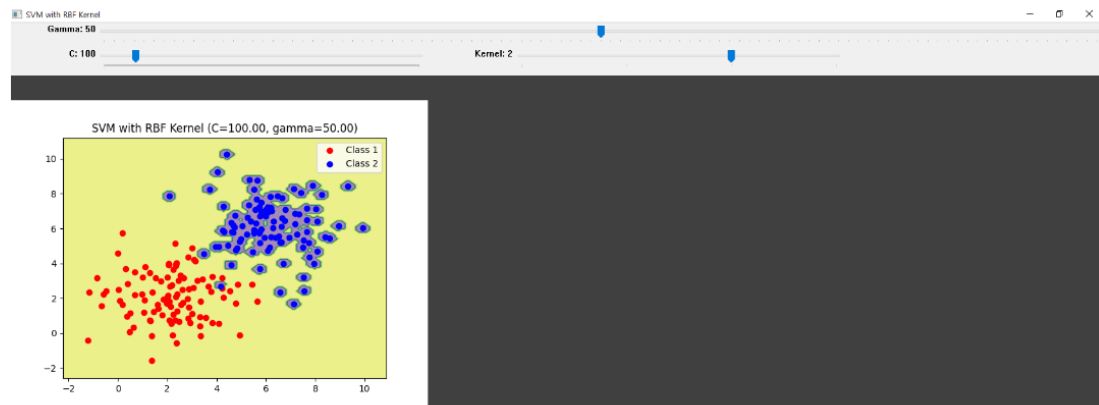 SVM with RBF Kernel
Gamma: 50
C: 100
Kernel: 2
SVM with RBF Kernel (C=100.00, gamma=50.00)
Class 1
Class 2
10
8
6
4
2
0
−2
−2
0
2
4
6
8
10